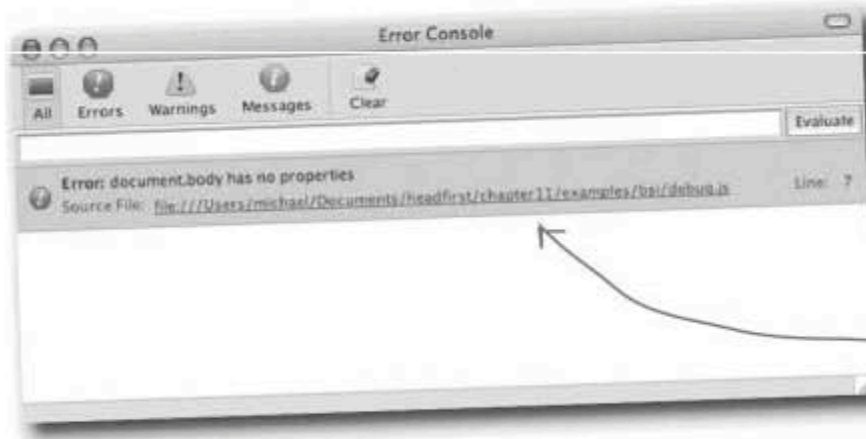 Error Console
All Errors Warnings Messages Clear
Evaluate
Error: document.body has no properties
Source File: file:///Users/michael/Documents/headfirst/chapter11/examples/bsi/debug.js Line: 7